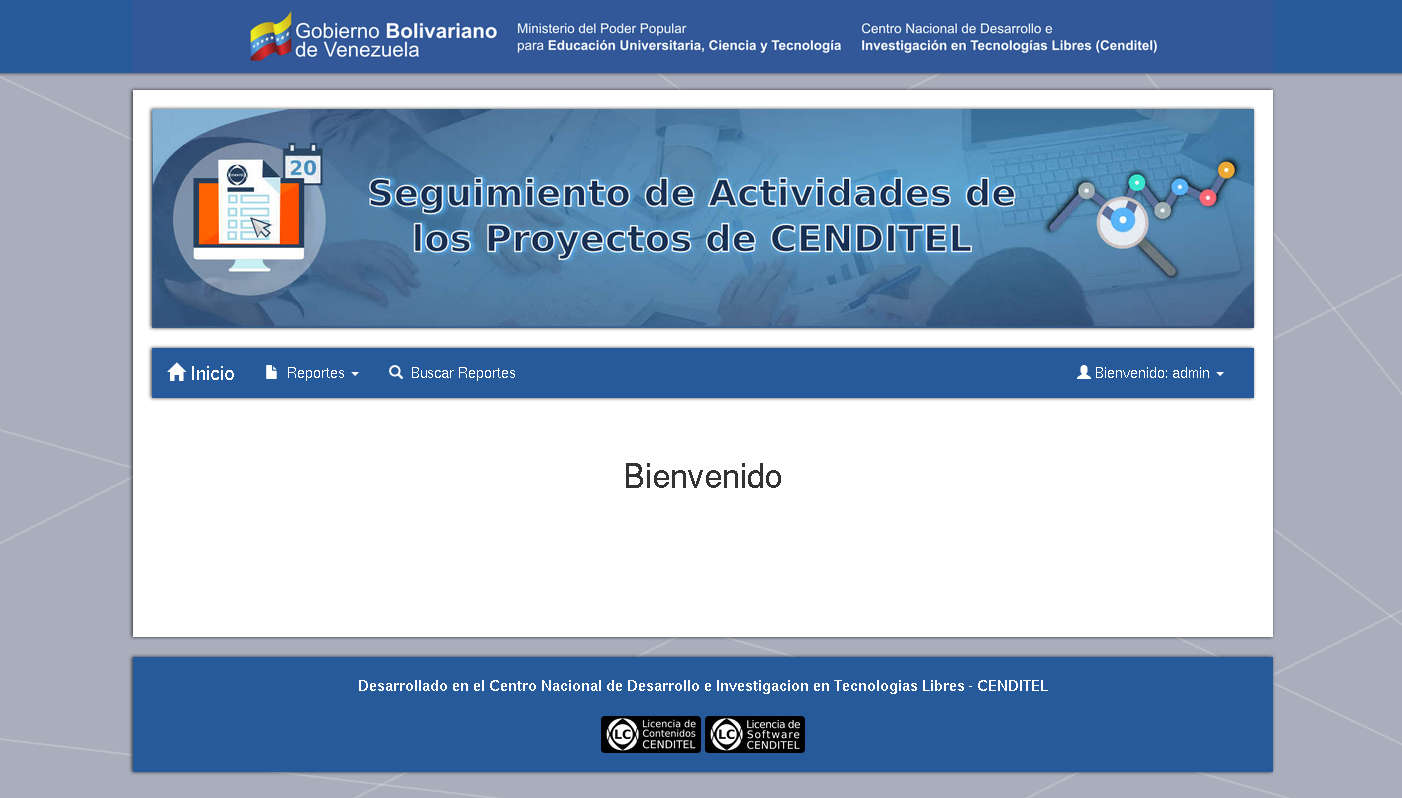 Gobierno Bolivariano
de Venezuela
Ministerio del Poder Popular
para Educación Universitaria, Ciencia y Tecnología
Centro Nacional de Desarrollo e
Investigación en Tecnologías Libres (Cenditel)
20
Seguimiento de Actividades de
los Proyectos de CENDITEL
Inicio Reportes Buscar Reportes Bienvenido: admin
Bienvenido
Desarrollado en el Centro Nacional de Desarrollo e Investigacion en Tecnologias Libres - CENDITEL
LC
Licencia de
Contenidos
CENDITEL
LC
Licencia de
Software
CENDITEL